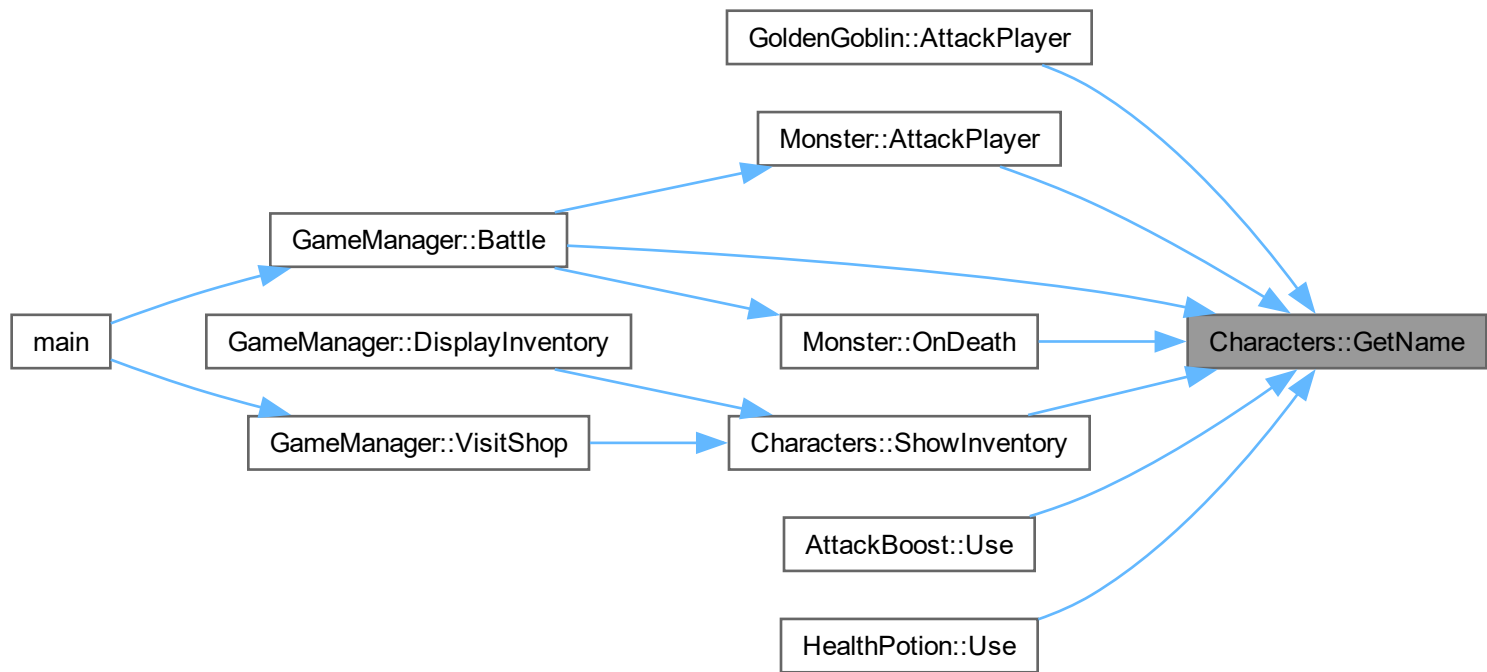 GoldenGoblin::AttackPlayer
Monster::AttackPlayer
GameManager::Battle
main
GameManager::DisplayInventory
Monster::OnDeath
Characters::GetName
GameManager::VisitShop
Characters::ShowInventory
AttackBoost::Use
HealthPotion::Use